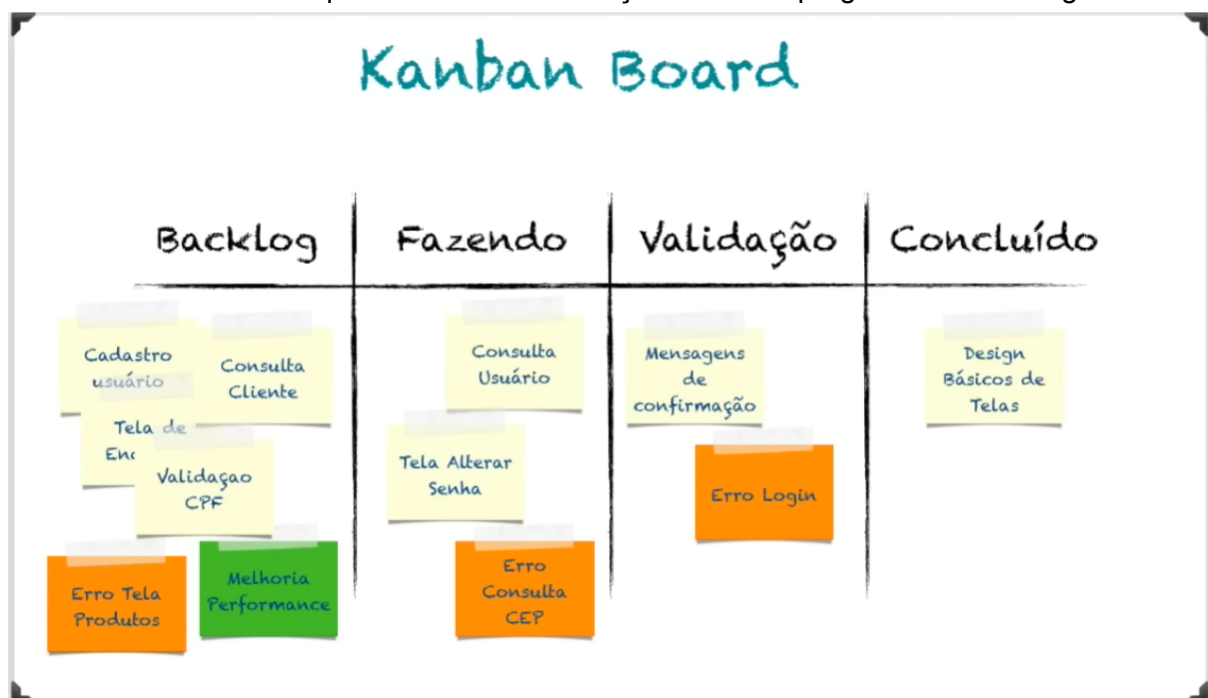 Kanban Board
Backlog
Fazendo
Validação
Concluído
Cadastro
usuário
Consulta
Cliente
Tela de
Validaçao
CPF
Erro Tela
Produtos
Melhoria
Performance
Consulta
Usuário
Tela Alterar
Senha
Erro
Consulta
CEP
Mensagens
de
confirmação
Erro Login
Design
Básicos de
Telas